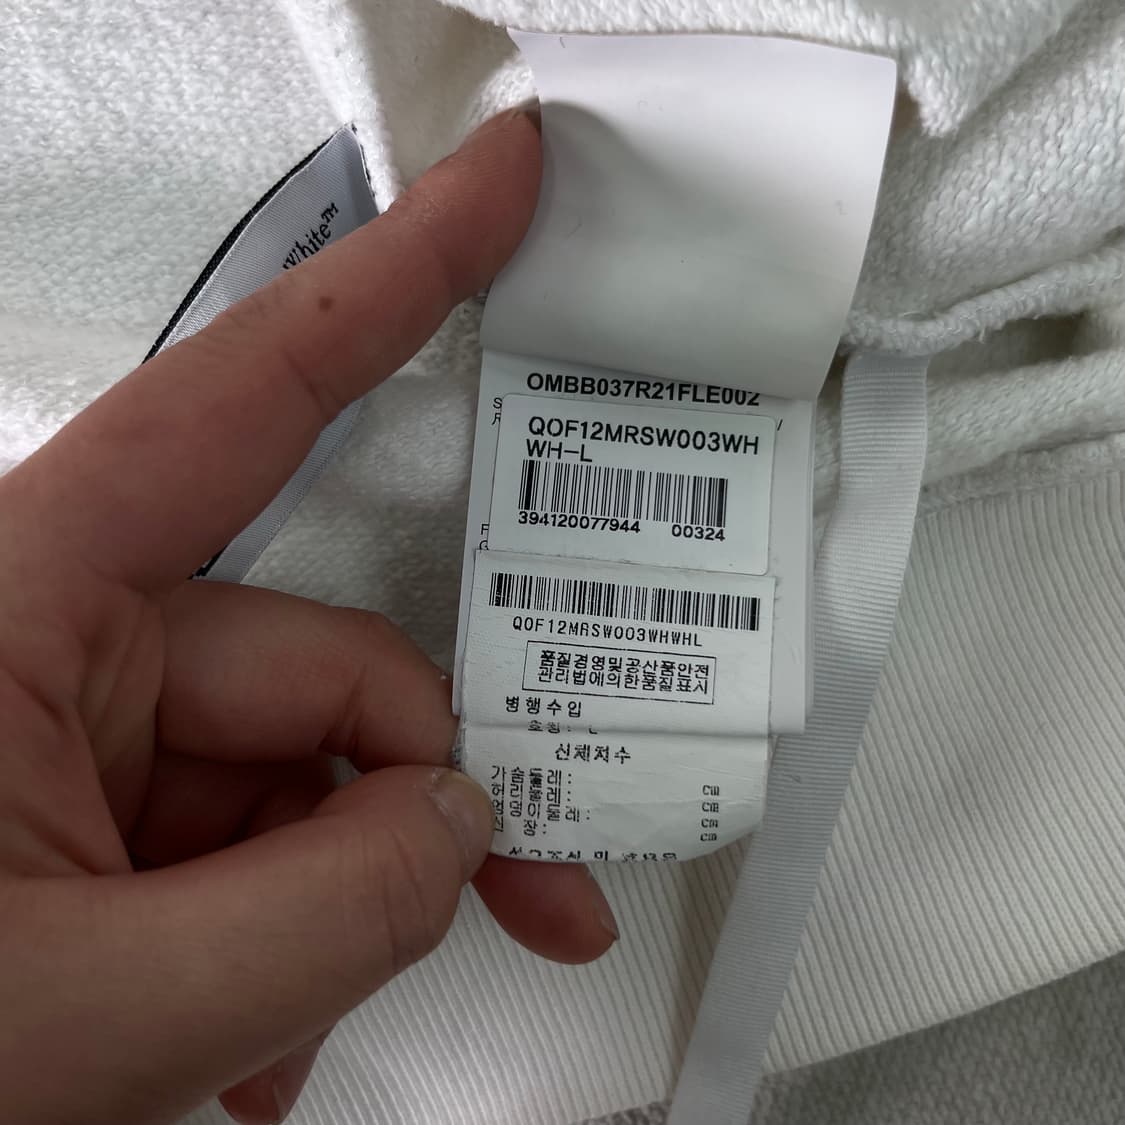 White™
OMBB037R21FLE002
QOF12MRSW003WH
WH-L
394120077944 00324
QOF12MRSW003WHWHL
품질경영및공산품안전
관리법에의한품질표시
병행수입
호칭: L
신체치수
가슴둘레: cm
허리둘레: cm
엉덩이둘레: cm
신 장: cm